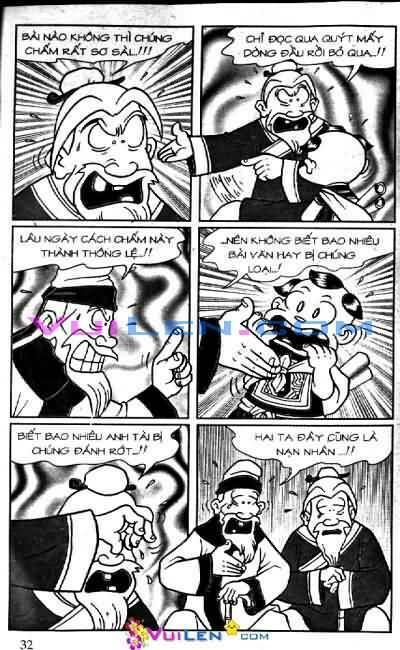 BÀI NÀO KHÔNG THÌ CHÚNG
CHẤM RẤT SƠ SÀI...!!!
CHỈ ĐỌC QUA QUÝT MẤY
DÒNG ĐẦU RỒI BỎ QUA...!!
LÂU NGÀY CÁCH CHẤM NÀY
THÀNH THÔNG LỆ...!!
...NÊN KHÔNG BIẾT BAO NHIÊU
BÀI VĂN HAY BỊ CHÚNG
LOẠI...!
VUILEN.COM
BIẾT BAO NHIÊU ANH TÀI BỊ
CHÚNG ĐÁNH RỚT...!!
HAI TA ĐÂY CŨNG LÀ
NẠN NHÂN ...!!
32
VUILEN.COM